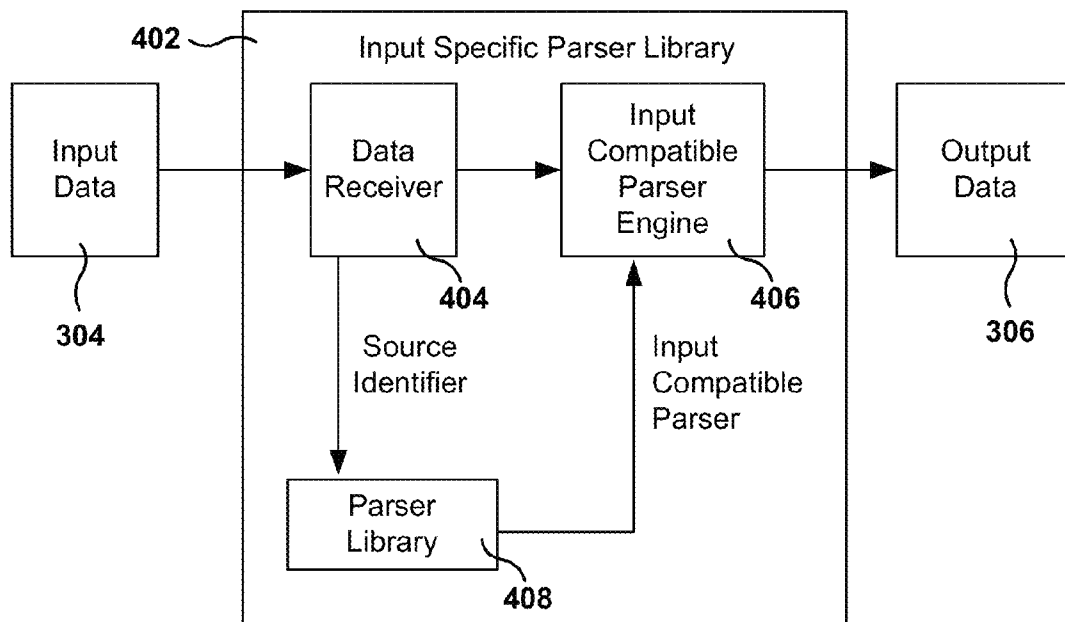 402
Input Specific Parser Library
Input
Data
304
Data
Receiver
404
Input
Compatible
Parser
Engine
406
Output
Data
306
Source
Identifier
Input
Compatible
Parser
Parser
Library
408